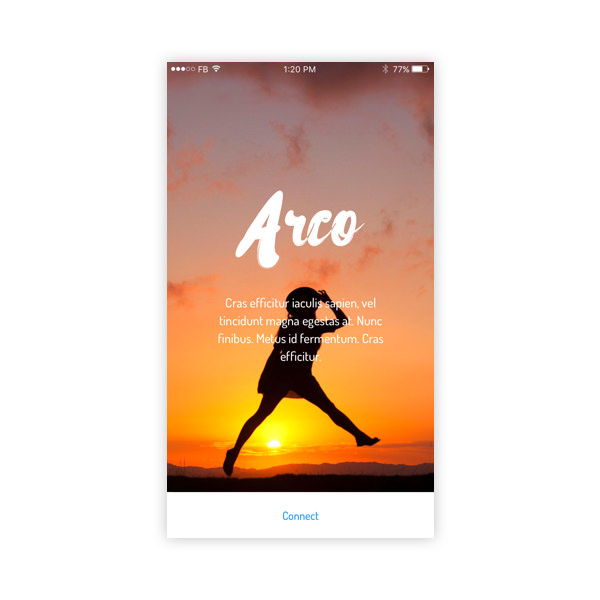 FB 1:20 PM 77%
Arco
Cras efficitur iaculis sapien, vel
tincidunt magna egestas at. Nunc
finibus. Metus id fermentum. Cras
efficitur.
Connect